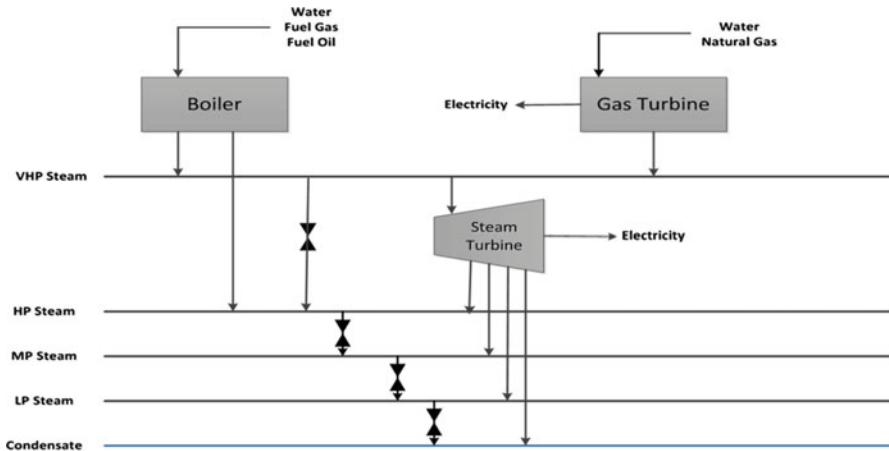 Water
Fuel Gas
Fuel Oil
Water
Natural Gas
Boiler
Electricity
Gas Turbine
VHP Steam
Steam
Turbine
Electricity
HP Steam
MP Steam
LP Steam
Condensate